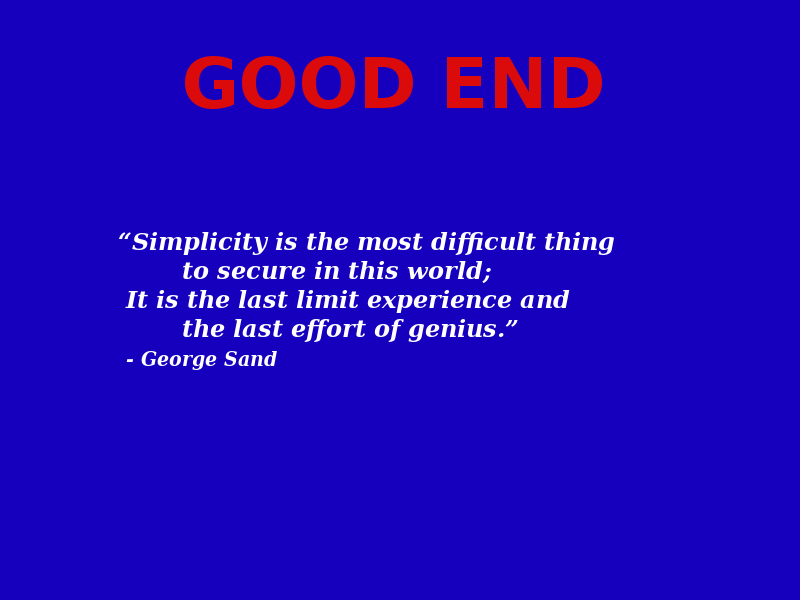 GOOD END
“Simplicity is the most difficult thing
to secure in this world;
It is the last limit experience and
the last effort of genius.”
- George Sand